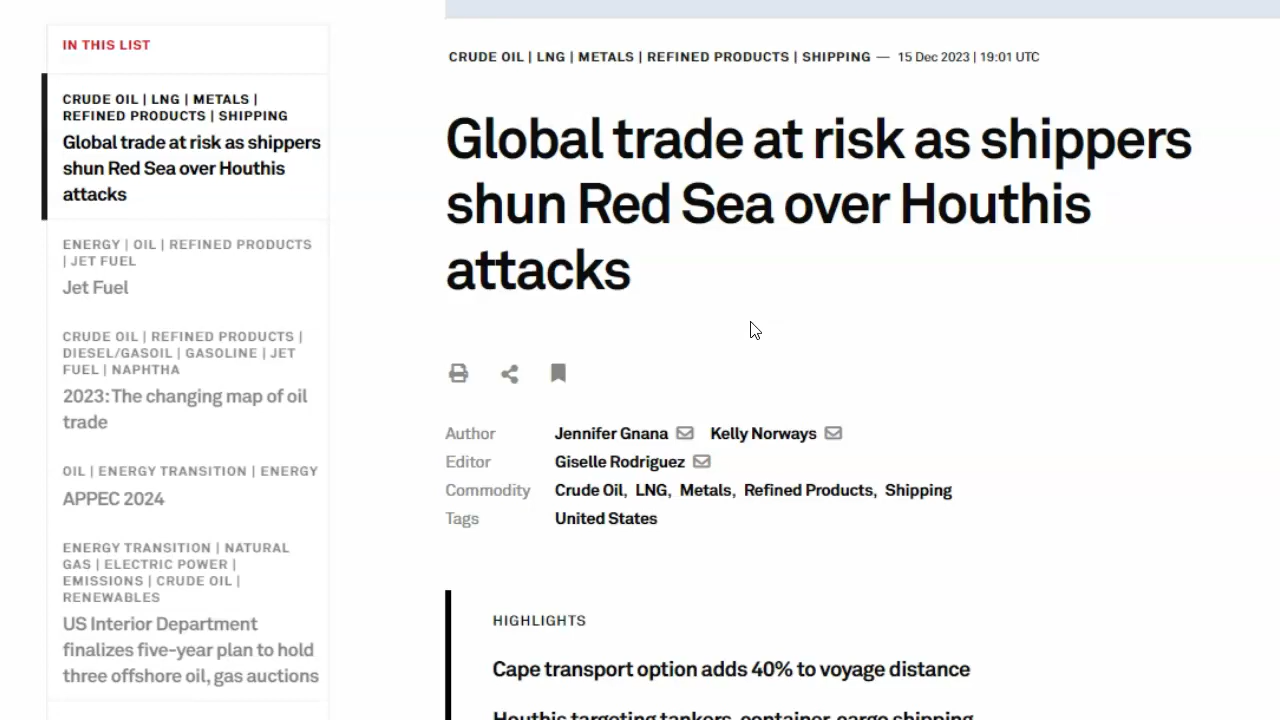 IN THIS LIST
CRUDE OIL | LNG | METALS |
REFINED PRODUCTS | SHIPPING
Global trade at risk as shippers
shun Red Sea over Houthis
attacks
ENERGY | OIL | REFINED PRODUCTS
| JET FUEL
Jet Fuel
CRUDE OIL | REFINED PRODUCTS |
DIESEL/GASOIL | GASOLINE | JET
FUEL | NAPHTHA
2023: The changing map of oil
trade
OIL | ENERGY TRANSITION | ENERGY
APPEC 2024
ENERGY TRANSITION | NATURAL
GAS | ELECTRIC POWER |
EMISSIONS | CRUDE OIL |
RENEWABLES
US Interior Department
finalizes five-year plan to hold
three offshore oil, gas auctions
CRUDE OIL | LNG | METALS | REFINED PRODUCTS | SHIPPING — 15 Dec 2023 | 19:01 UTC
Global trade at risk as shippers
shun Red Sea over Houthis
attacks
Author Jennifer Gnana Kelly Norways
Editor Giselle Rodriguez
Commodity Crude Oil, LNG, Metals, Refined Products, Shipping
Tags United States
HIGHLIGHTS
Cape transport option adds 40% to voyage distance
Houthis targeting tankers, container, cargo shipping